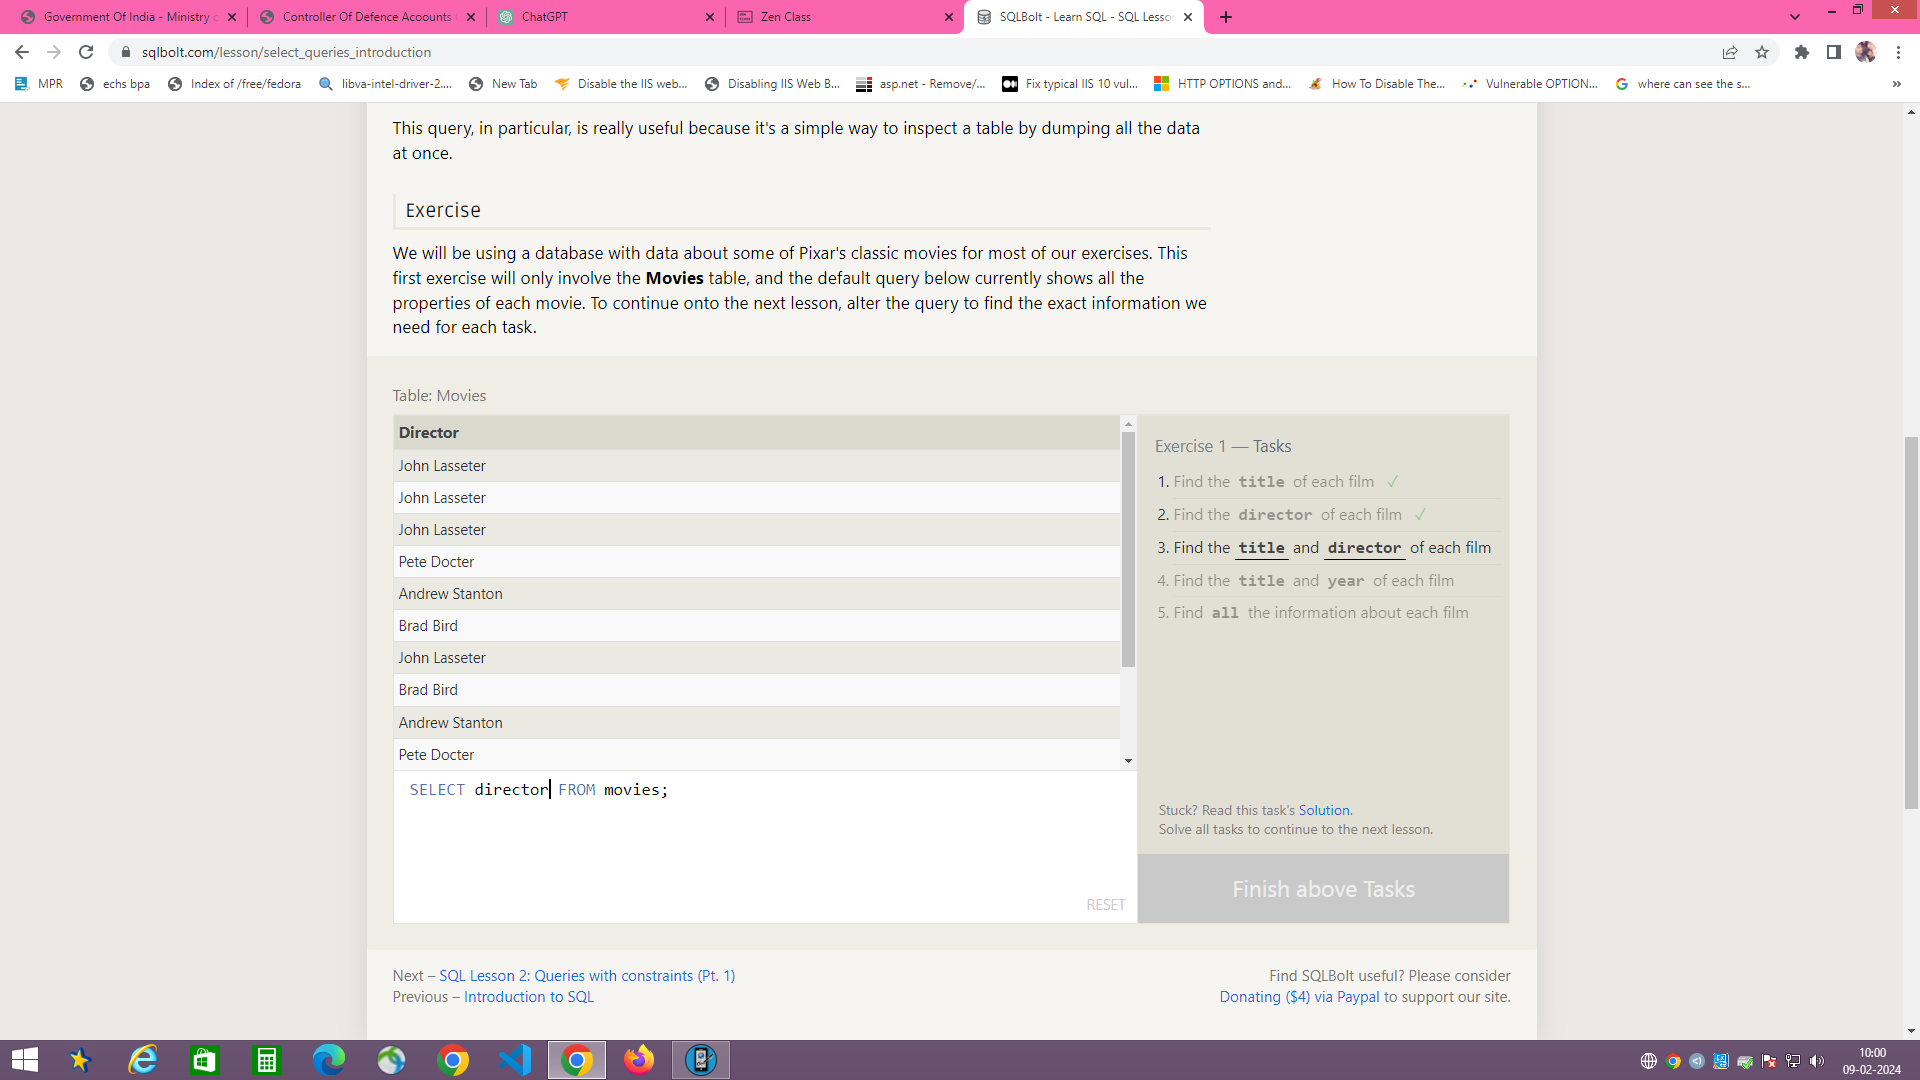 Government Of India - Ministry o
Controller Of Defence Acoounts
ChatGPT
Zen Class
SQLBolt - Learn SQL - SQL Lesson
sqlbolt.com/lesson/select_queries_introduction
MPR
echs bpa
Index of /free/fedora
libva-intel-driver-2....
New Tab
Disable the IIS web...
Disabling IIS Web B...
asp.net - Remove/...
Fix typical IIS 10 vul...
HTTP OPTIONS and...
How To Disable The...
Vulnerable OPTION...
where can see the s...
»
This query, in particular, is really useful because it's a simple way to inspect a table by dumping all the data
at once.
Exercise
We will be using a database with data about some of Pixar's classic movies for most of our exercises. This
first exercise will only involve the Movies table, and the default query below currently shows all the
properties of each movie. To continue onto the next lesson, alter the query to find the exact information we
need for each task.
Table: Movies
Director
John Lasseter
John Lasseter
John Lasseter
Pete Docter
Andrew Stanton
Brad Bird
John Lasseter
Brad Bird
Andrew Stanton
Pete Docter
SELECT director FROM movies;
RESET
Exercise 1 — Tasks
1. Find the title of each film ✓
2. Find the director of each film ✓
3. Find the title and director of each film
4. Find the title and year of each film
5. Find all the information about each film
Stuck? Read this task's Solution.
Solve all tasks to continue to the next lesson.
Finish above Tasks
Next – SQL Lesson 2: Queries with constraints (Pt. 1)
Previous – Introduction to SQL
Find SQLBolt useful? Please consider
Donating ($4) via Paypal to support our site.
10:00
09-02-2024